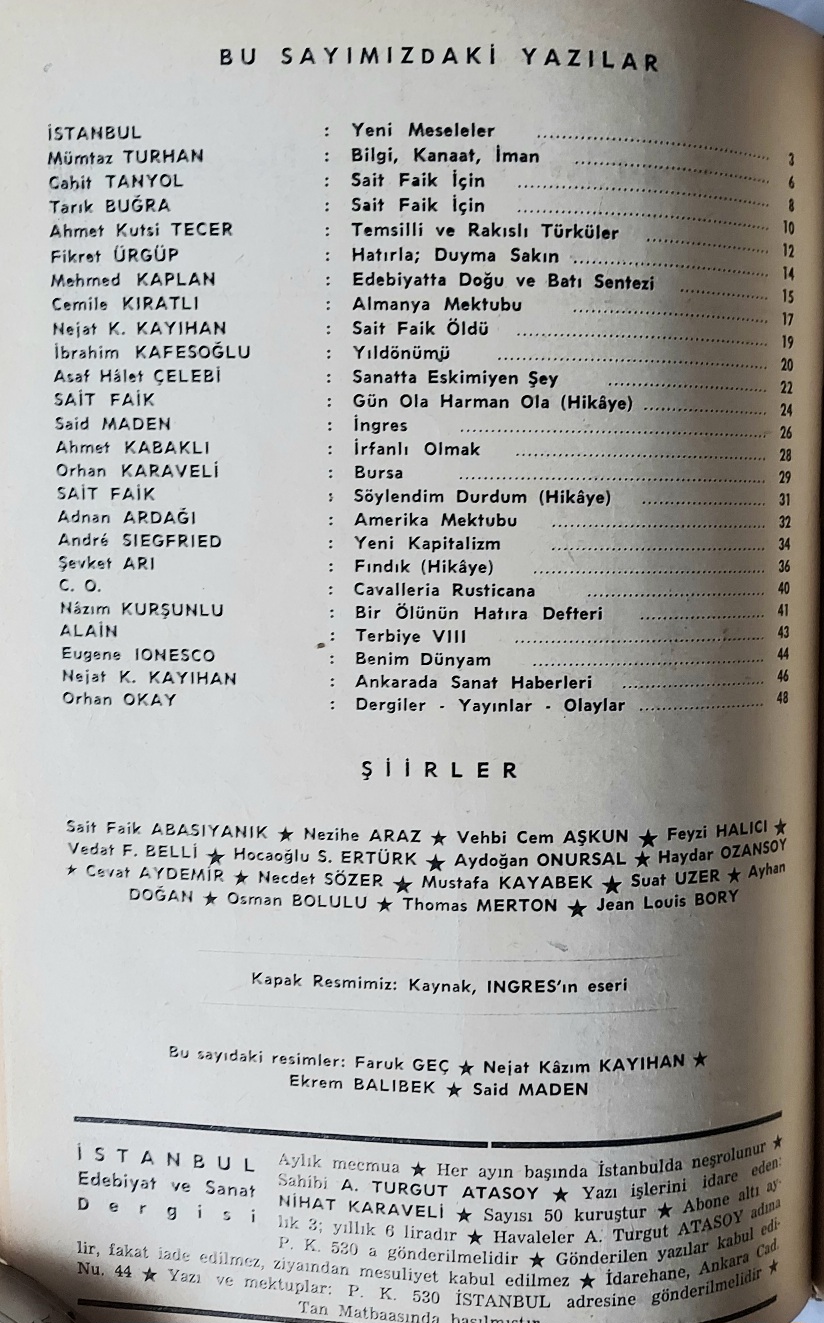 BU SAYIMIZDAKİ YAZILAR
İSTANBUL : Yeni Meseleler ........................ 3
Mümtaz TURHAN : Bilgi, Kanaat, İman ........................ 6
Cahit TANYOL : Sait Faik İçin ........................ 8
Tarık BUĞRA : Sait Faik İçin ........................ 10
Ahmet Kutsi TECER : Temsilli ve Rakıslı Türküler ........................ 12
Fikret ÜRGÜP : Hatırla; Duyma Sakın ........................ 14
Mehmed KAPLAN : Edebiyatta Doğu ve Batı Sentezi ........................ 15
Cemile KIRATLI : Almanya Mektubu ........................ 17
Nejat K. KAYIHAN : Sait Faik Öldü ........................ 19
İbrahim KAFESOĞLU : Yıldönümü ........................ 20
Asaf Hâlet ÇELEBİ : Sanatta Eskimiyen Şey ........................ 22
SAİT FAİK : Gün Ola Harman Ola (Hikâye) ........................ 24
Said MADEN : İngres ........................ 26
Ahmet KABAKLI : İrfanlı Olmak ........................ 28
Orhan KARAVELİ : Bursa ........................ 29
SAİT FAİK : Söylendim Durdum (Hikâye) ........................ 31
Adnan ARDAĞI : Amerika Mektubu ........................ 32
André SIEGFRIED : Yeni Kapitalizm ........................ 34
Şevket ARI : Fındık (Hikâye) ........................ 36
C. O. : Cavalleria Rusticana ........................ 40
Nâzım KURŞUNLU : Bir Ölünün Hatıra Defteri ........................ 41
ALAİN : Terbiye VIII ........................ 43
Eugene IONESCO : Benim Dünyam ........................ 44
Nejat K. KAYIHAN : Ankarada Sanat Haberleri ........................ 46
Orhan OKAY : Dergiler - Yayınlar - Olaylar ........................ 48
ŞİİRLER
Sait Faik ABASIYANIK ★ Nezihe ARAZ ★ Vehbi Cem AŞKUN ★ Feyzi HALICI ★
Vedat F. BELLİ ★ Hocaoğlu S. ERTÜRK ★ Aydoğan ONURSAL ★ Haydar OZANSOY
★ Cevat AYDEMİR ★ Necdet SÖZER ★ Mustafa KAYABEK ★ Suat UZER ★ Ayhan
DOĞAN ★ Osman BOLULU ★ Thomas MERTON ★ Jean Louis BORY
Kapak Resmimiz: Kaynak, INGRES'ın eseri
Bu sayıdaki resimler: Faruk GEÇ ★ Nejat Kâzım KAYIHAN ★
Ekrem BALIBEK ★ Said MADEN
İSTANBUL
Edebiyat ve Sanat
Dergisi
Aylık mecmua ★ Her ayın başında İstanbulda neşrolunur ★
Sahibi A. TURGUT ATASOY ★ Yazı işlerini idare eden:
NİHAT KARAVELİ ★ Sayısı 50 kuruştur ★ Abone altı ay-
lık 3; yıllık 6 liradır ★ Havaleler A. Turgut ATASOY adına
P. K. 530 a gönderilmelidir ★ Gönderilen yazılar kabul edi-
lir, fakat iade edilmez, ziyaından mesuliyet kabul edilmez ★ İdarehane, Ankara Cad.
Nu. 44 ★ Yazı ve mektuplar: P. K. 530 İSTANBUL adresine gönderilmelidir ★
Tan Matbaasında basılmıştır